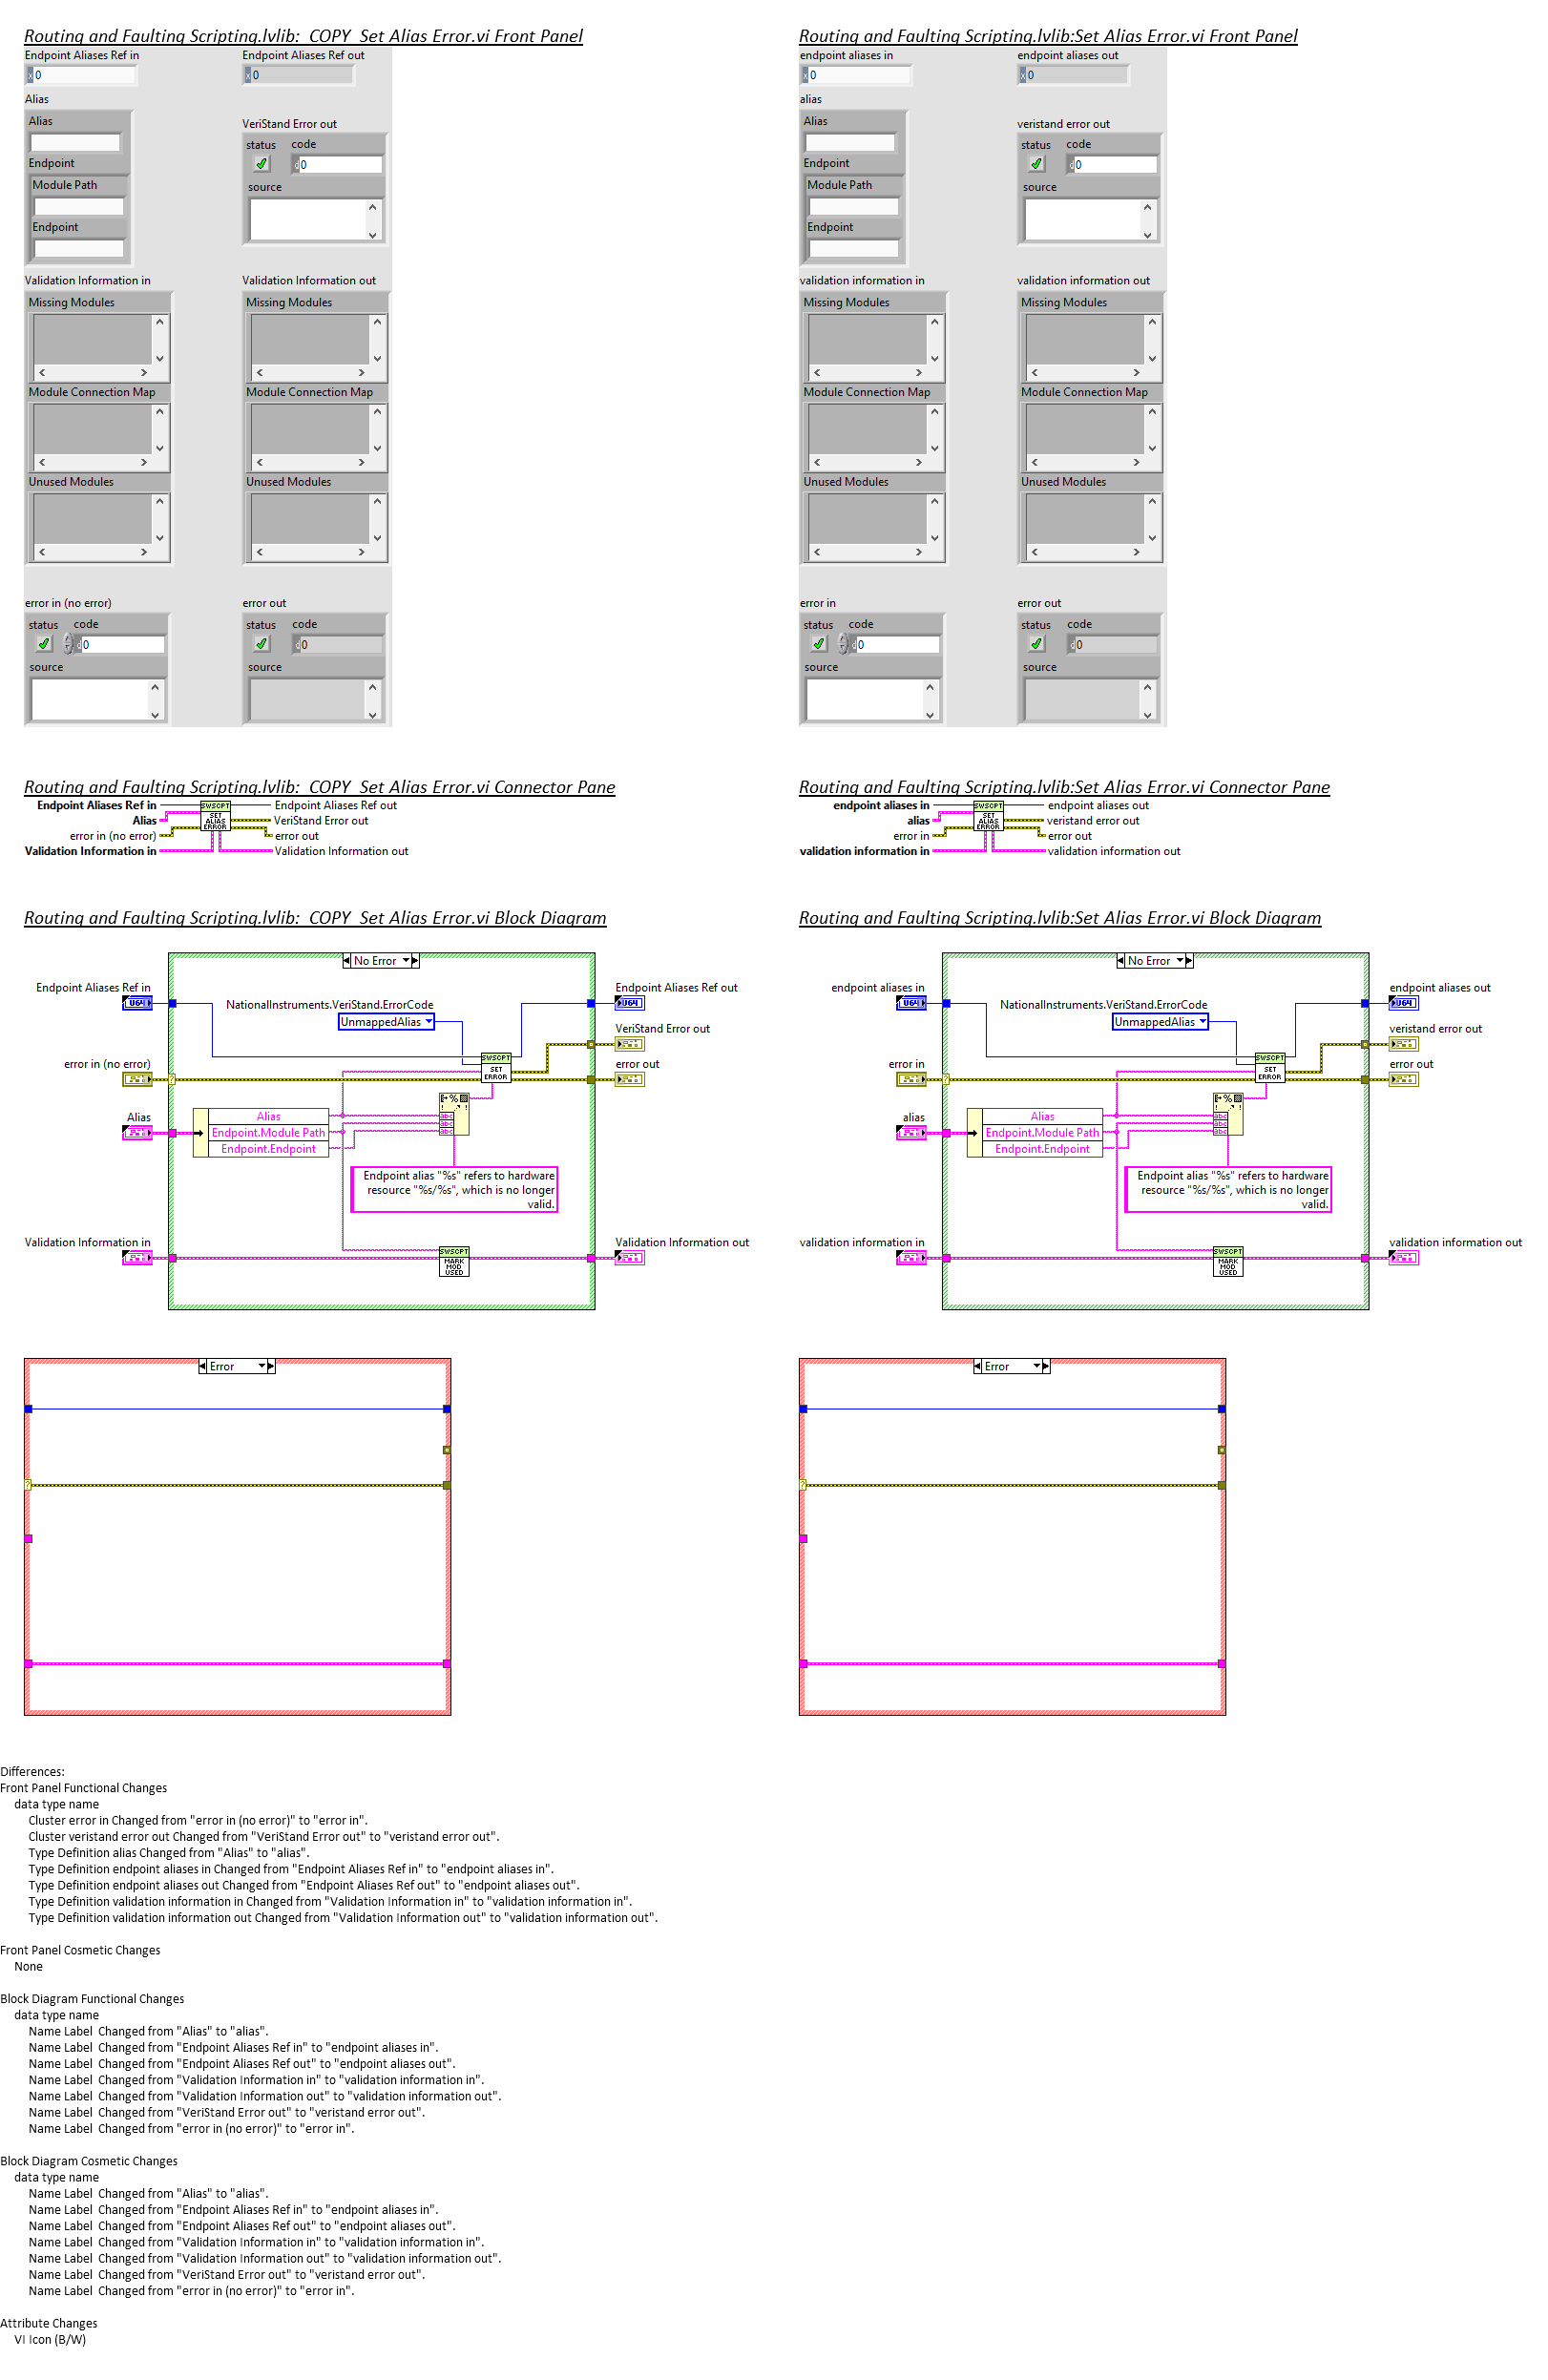 Routing and Faulting Scripting.lvlib:  COPY  Set Alias Error.vi Front Panel
Endpoint Aliases Ref in
Endpoint Aliases Ref out
x 0
x 0
Alias
Alias
VeriStand Error out
status code
d 0
Endpoint
Module Path
source
Endpoint
Validation Information in
Validation Information out
Missing Modules
Missing Modules
Module Connection Map
Module Connection Map
Unused Modules
Unused Modules
error in (no error)
error out
status code
status code
d 0
d 0
source
source
Routing and Faulting Scripting.lvlib:Set Alias Error.vi Front Panel
endpoint aliases in
endpoint aliases out
x 0
x 0
alias
Alias
veristand error out
status code
d 0
Endpoint
Module Path
source
Endpoint
validation information in
validation information out
Missing Modules
Missing Modules
Module Connection Map
Module Connection Map
Unused Modules
Unused Modules
error in
error out
status code
status code
d 0
d 0
source
source
Routing and Faulting Scripting.lvlib:  COPY  Set Alias Error.vi Connector Pane
Endpoint Aliases Ref in
SWSCPT
Endpoint Aliases Ref out
Alias
SET
ALIAS
ERROR
VeriStand Error out
error in (no error)
error out
Validation Information in
Validation Information out
Routing and Faulting Scripting.lvlib:Set Alias Error.vi Connector Pane
endpoint aliases in
SWSCPT
endpoint aliases out
alias
SET
ALIAS
ERROR
veristand error out
error in
error out
validation information in
validation information out
Routing and Faulting Scripting.lvlib:  COPY  Set Alias Error.vi Block Diagram
No Error
Endpoint Aliases Ref in
U64
NationalInstruments.VeriStand.ErrorCode
UnmappedAlias
Endpoint Aliases Ref out
U64
VeriStand Error out
SWSCPT
SET
ERROR
error in (no error)
?
error out
Alias
Alias
Endpoint.Module Path
Endpoint.Endpoint
%
abc
abc
abc
Endpoint alias "%s" refers to hardware
resource "%s/%s", which is no longer
valid.
Validation Information in
SWSCPT
MARK
MOD
USED
Validation Information out
Error
?
Routing and Faulting Scripting.lvlib:Set Alias Error.vi Block Diagram
No Error
endpoint aliases in
U64
NationalInstruments.VeriStand.ErrorCode
UnmappedAlias
endpoint aliases out
U64
veristand error out
SWSCPT
SET
ERROR
error in
?
error out
alias
Alias
Endpoint.Module Path
Endpoint.Endpoint
%
abc
abc
abc
Endpoint alias "%s" refers to hardware
resource "%s/%s", which is no longer
valid.
validation information in
SWSCPT
MARK
MOD
USED
validation information out
Error
?
Differences:
Front Panel Functional Changes
data type name
Cluster error in Changed from "error in (no error)" to "error in".
Cluster veristand error out Changed from "VeriStand Error out" to "veristand error out".
Type Definition alias Changed from "Alias" to "alias".
Type Definition endpoint aliases in Changed from "Endpoint Aliases Ref in" to "endpoint aliases in".
Type Definition endpoint aliases out Changed from "Endpoint Aliases Ref out" to "endpoint aliases out".
Type Definition validation information in Changed from "Validation Information in" to "validation information in".
Type Definition validation information out Changed from "Validation Information out" to "validation information out".
Front Panel Cosmetic Changes
None
Block Diagram Functional Changes
data type name
Name Label  Changed from "Alias" to "alias".
Name Label  Changed from "Endpoint Aliases Ref in" to "endpoint aliases in".
Name Label  Changed from "Endpoint Aliases Ref out" to "endpoint aliases out".
Name Label  Changed from "Validation Information in" to "validation information in".
Name Label  Changed from "Validation Information out" to "validation information out".
Name Label  Changed from "VeriStand Error out" to "veristand error out".
Name Label  Changed from "error in (no error)" to "error in".
Block Diagram Cosmetic Changes
data type name
Name Label  Changed from "Alias" to "alias".
Name Label  Changed from "Endpoint Aliases Ref in" to "endpoint aliases in".
Name Label  Changed from "Endpoint Aliases Ref out" to "endpoint aliases out".
Name Label  Changed from "Validation Information in" to "validation information in".
Name Label  Changed from "Validation Information out" to "validation information out".
Name Label  Changed from "VeriStand Error out" to "veristand error out".
Name Label  Changed from "error in (no error)" to "error in".
Attribute Changes
VI Icon (B/W)